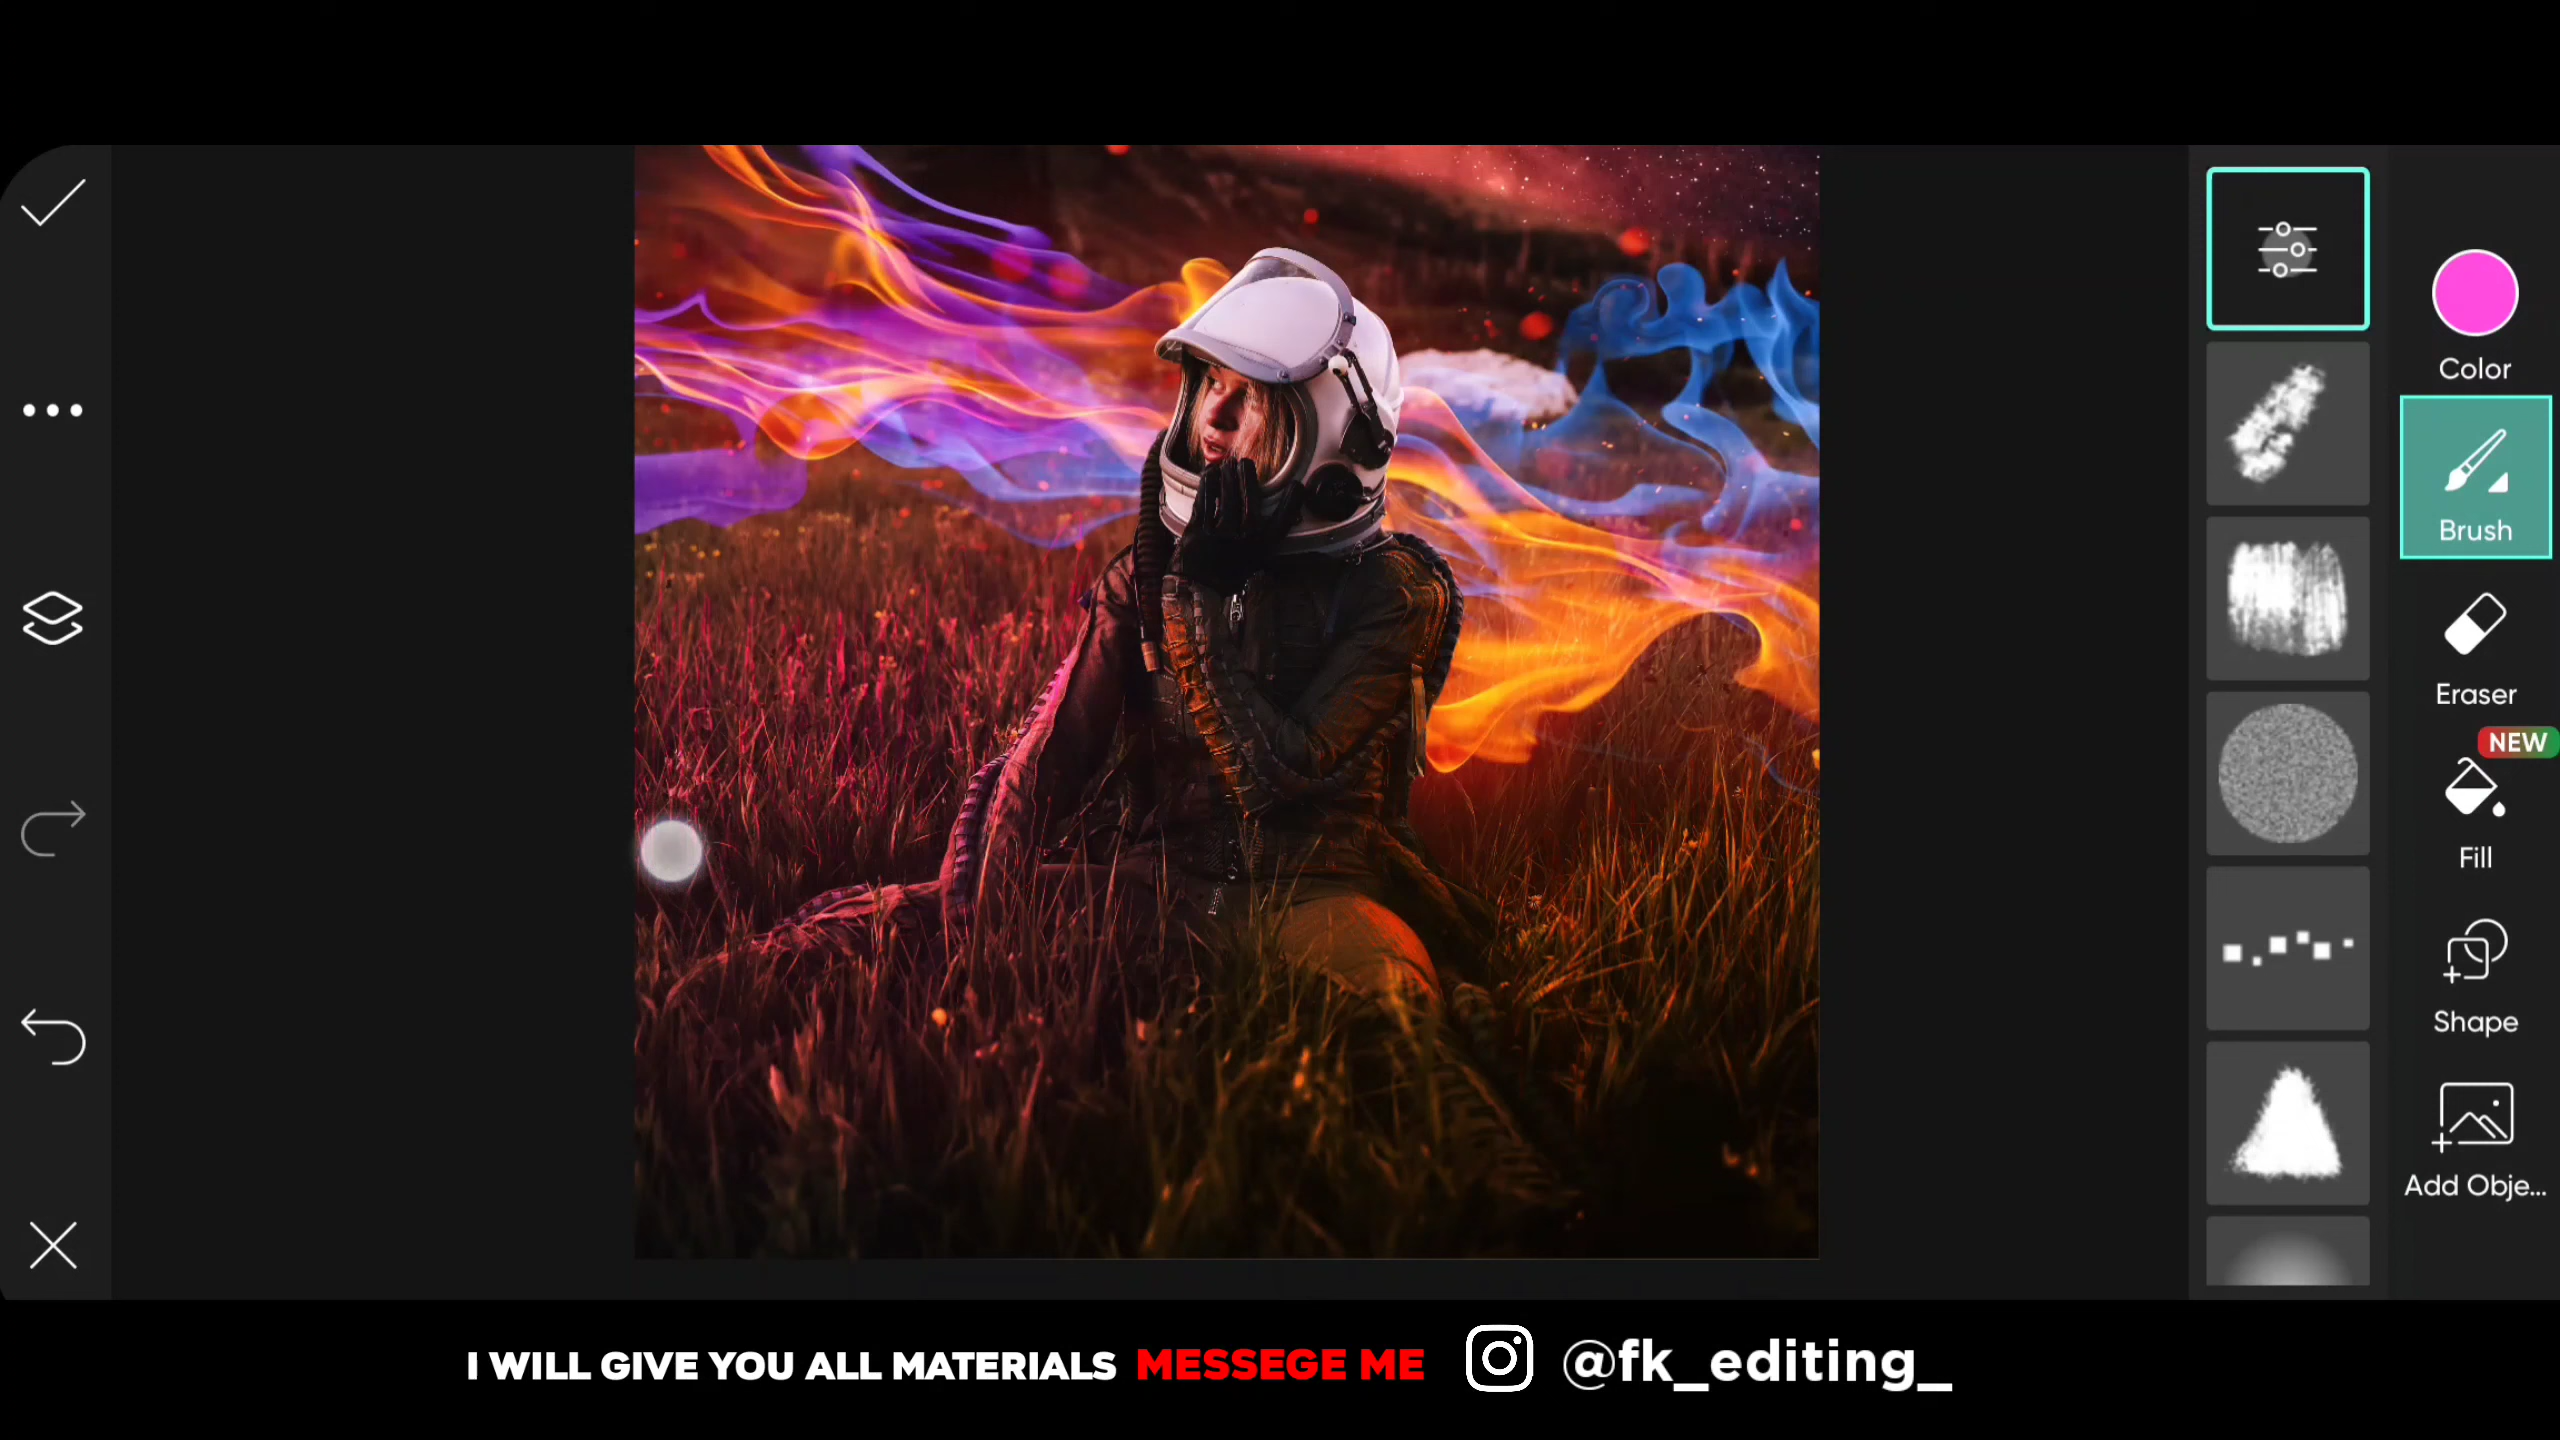 Color
Brush
Eraser
NEW
Fill
Shape
Add Obje...
I WILL GIVE YOU ALL MATERIALS MESSEGE ME @fk_editing_